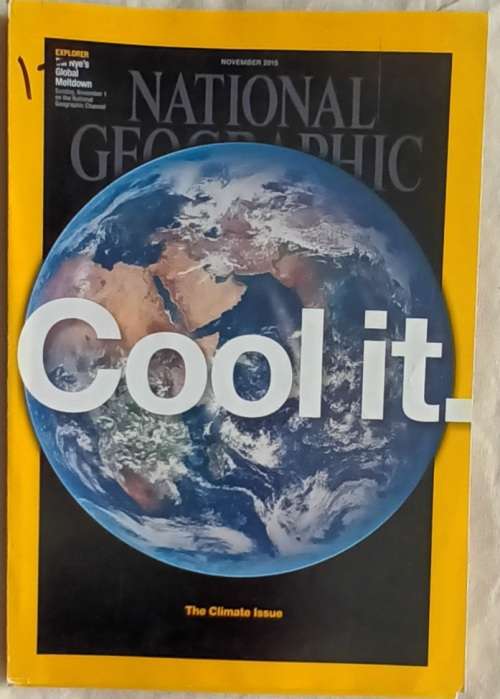 EXPLORER
Nye's
Global
Meltdown
Sunday, November 1
on the National
Geographic Channel
NOVEMBER 2015
NATIONAL
GEOGRAPHIC
Cool it.
The Climate Issue